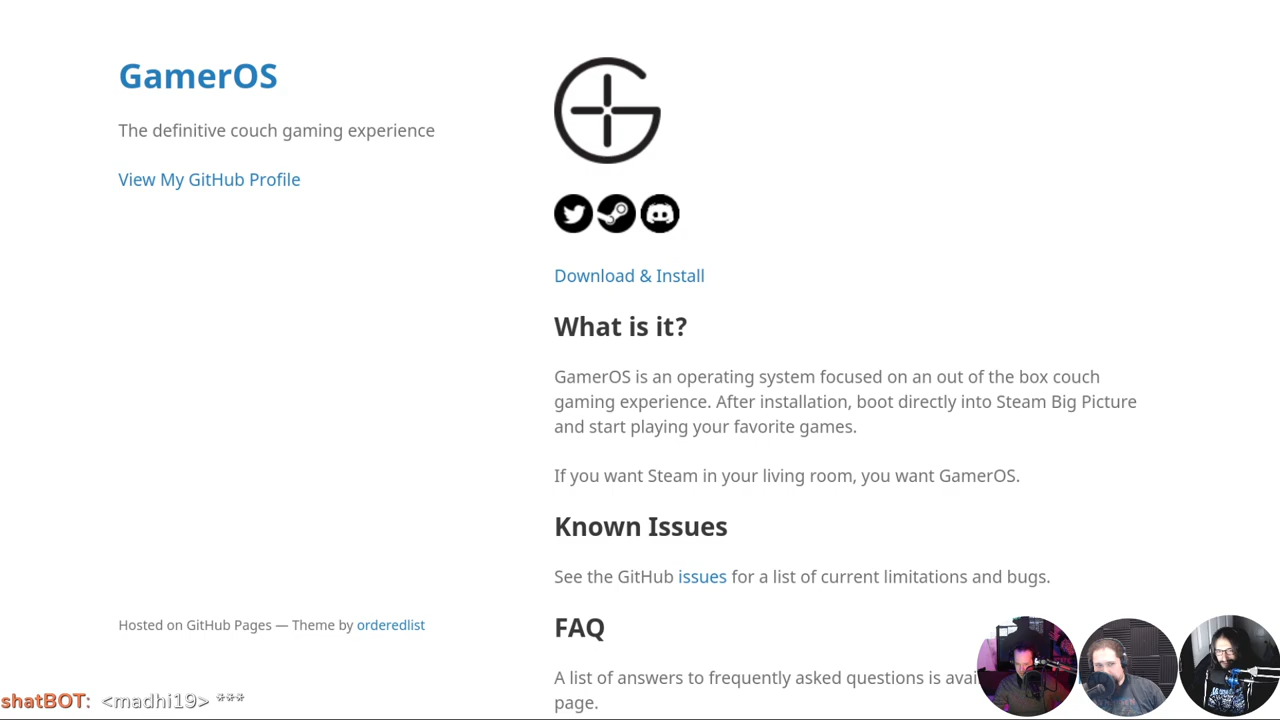 GamerOS
The definitive couch gaming experience
View My GitHub Profile
Download & Install
What is it?
GamerOS is an operating system focused on an out of the box couch
gaming experience. After installation, boot directly into Steam Big Picture
and start playing your favorite games.
If you want Steam in your living room, you want GamerOS.
Known Issues
See the GitHub issues for a list of current limitations and bugs.
FAQ
A list of answers to frequently asked questions is
page.
Hosted on GitHub Pages — Theme by orderedlist
shatBOT: <madhi19> ***